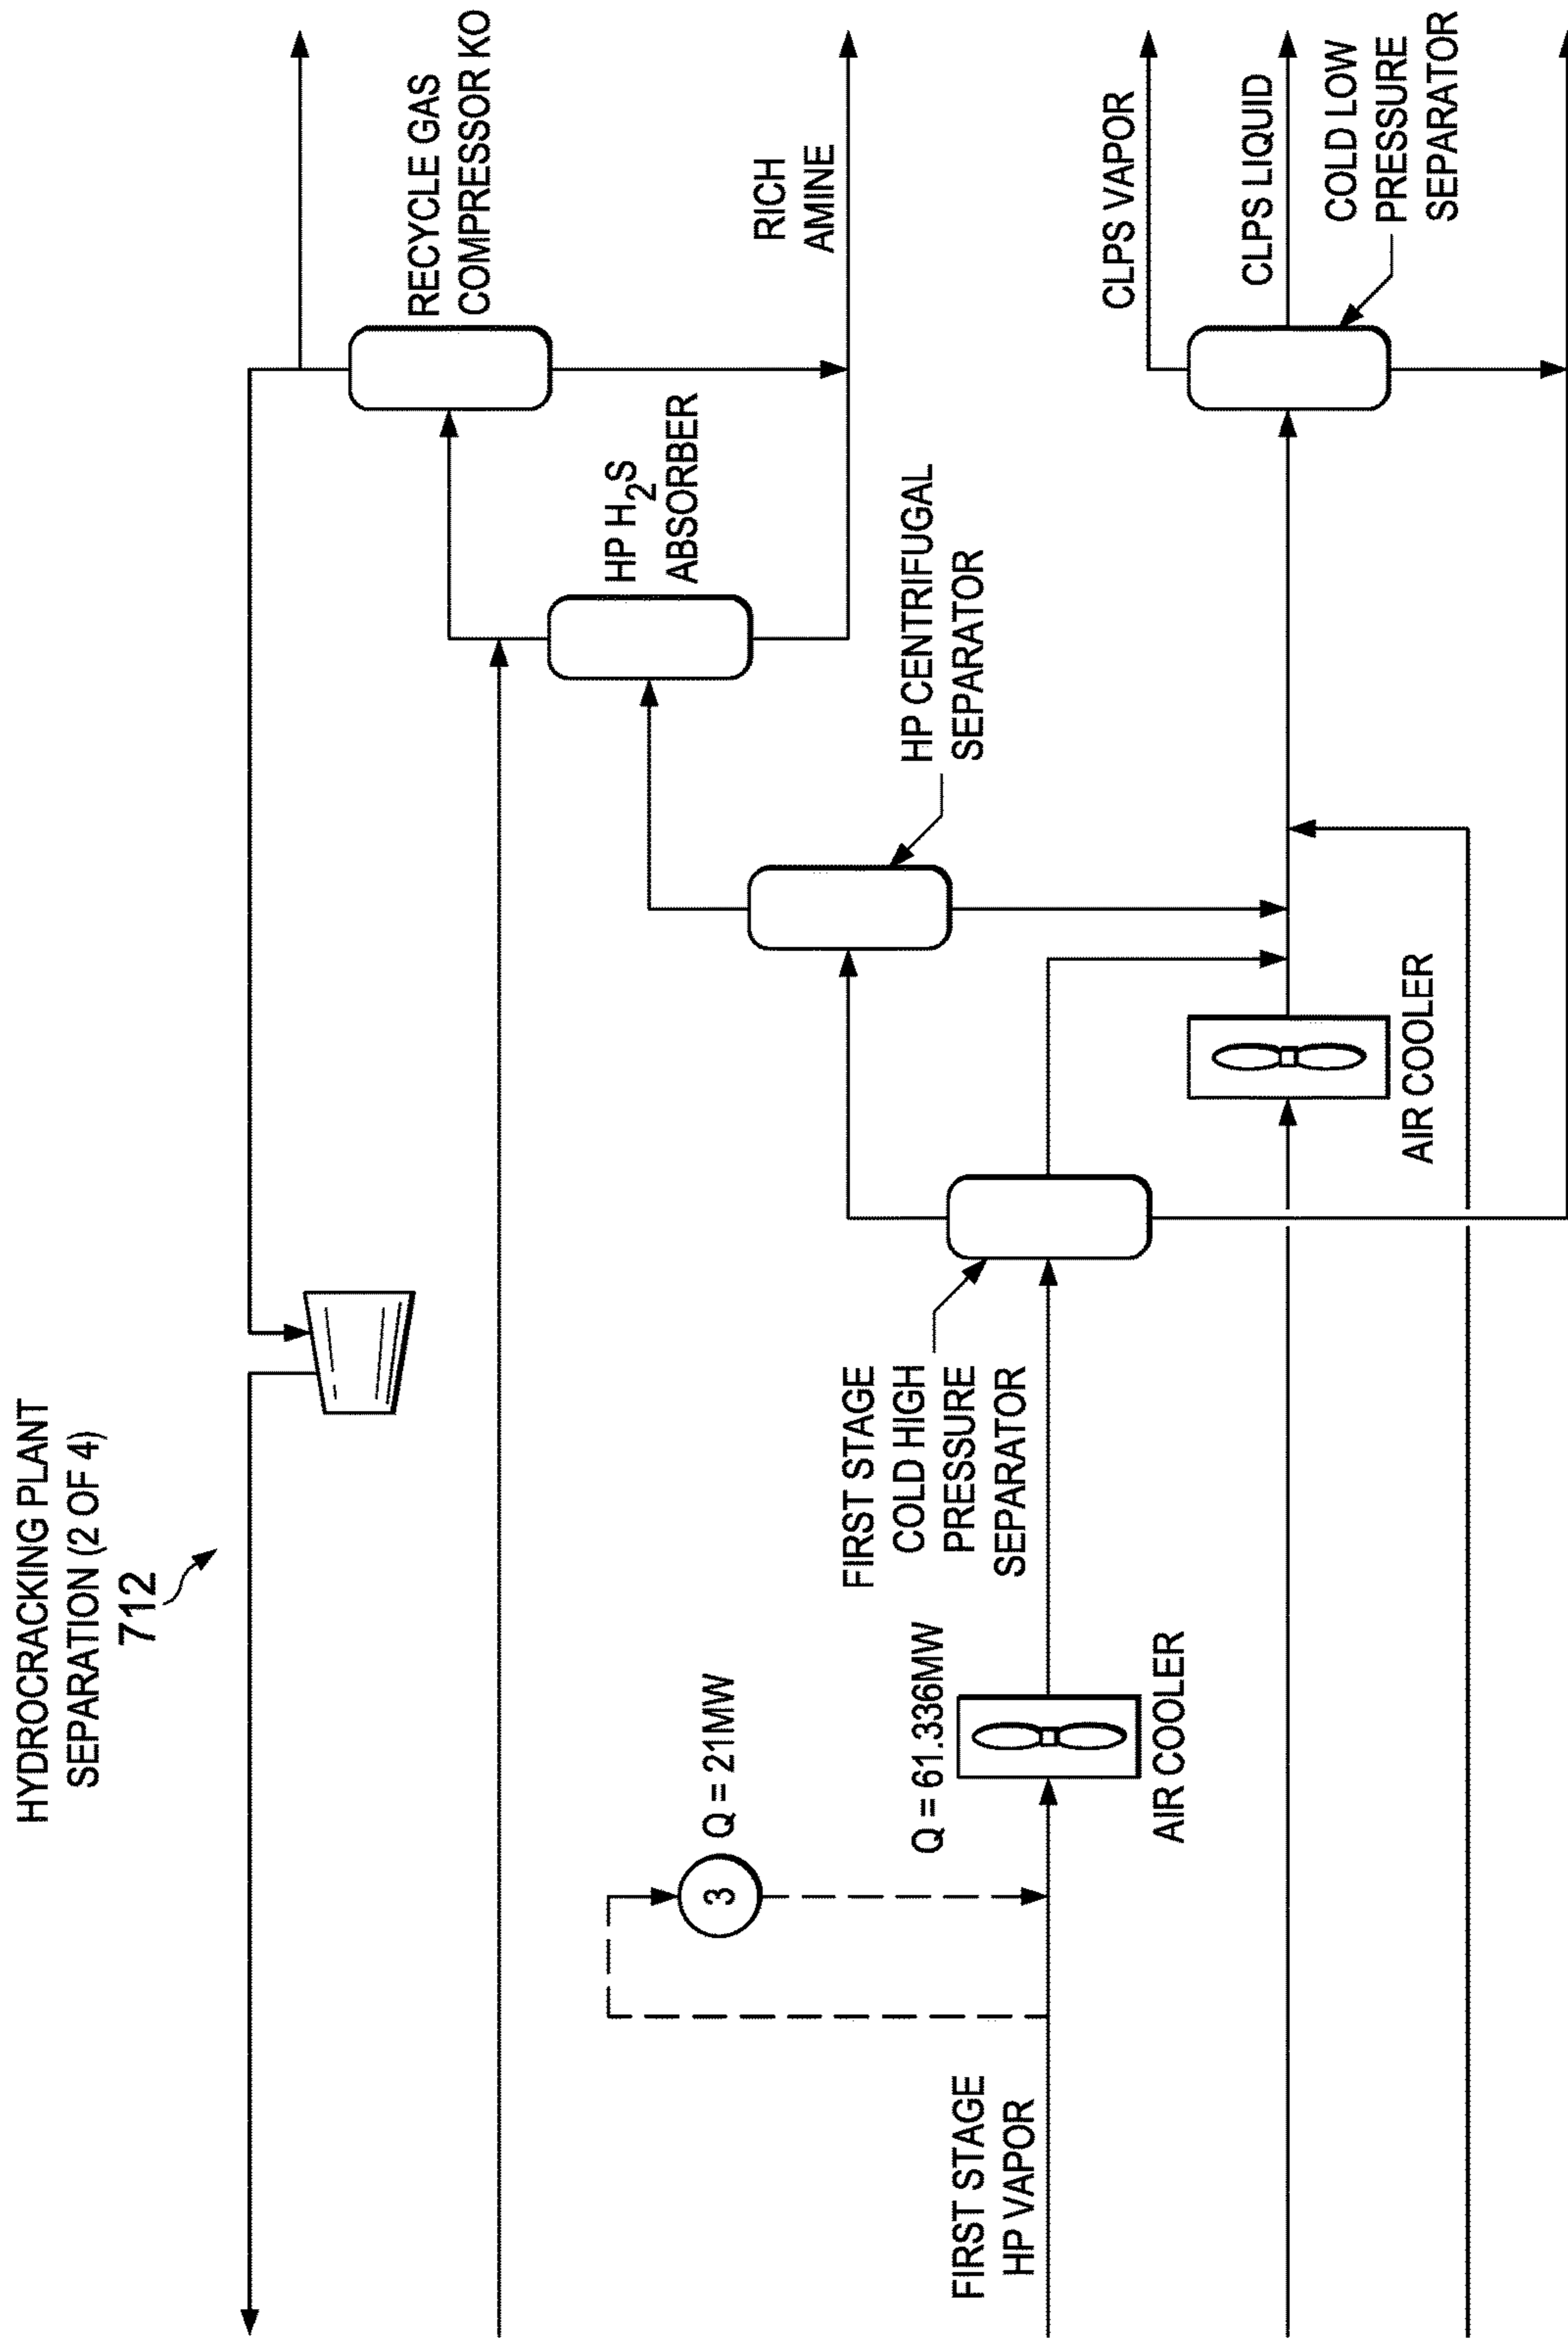 HYDROCRACKING PLANT
SEPARATION (2 OF 4)
712
RECYCLE GAS
COMPRESSOR KO
HP H2S
ABSORBER
RICH
AMINE
HP CENTRIFUGAL
SEPARATOR
CLPS VAPOR
CLPS LIQUID
COLD LOW
PRESSURE
SEPARATOR
FIRST STAGE
COLD HIGH
PRESSURE
SEPARATOR
AIR COOLER
3
Q = 21MW
Q = 61.336MW
AIR COOLER
FIRST STAGE
HP VAPOR